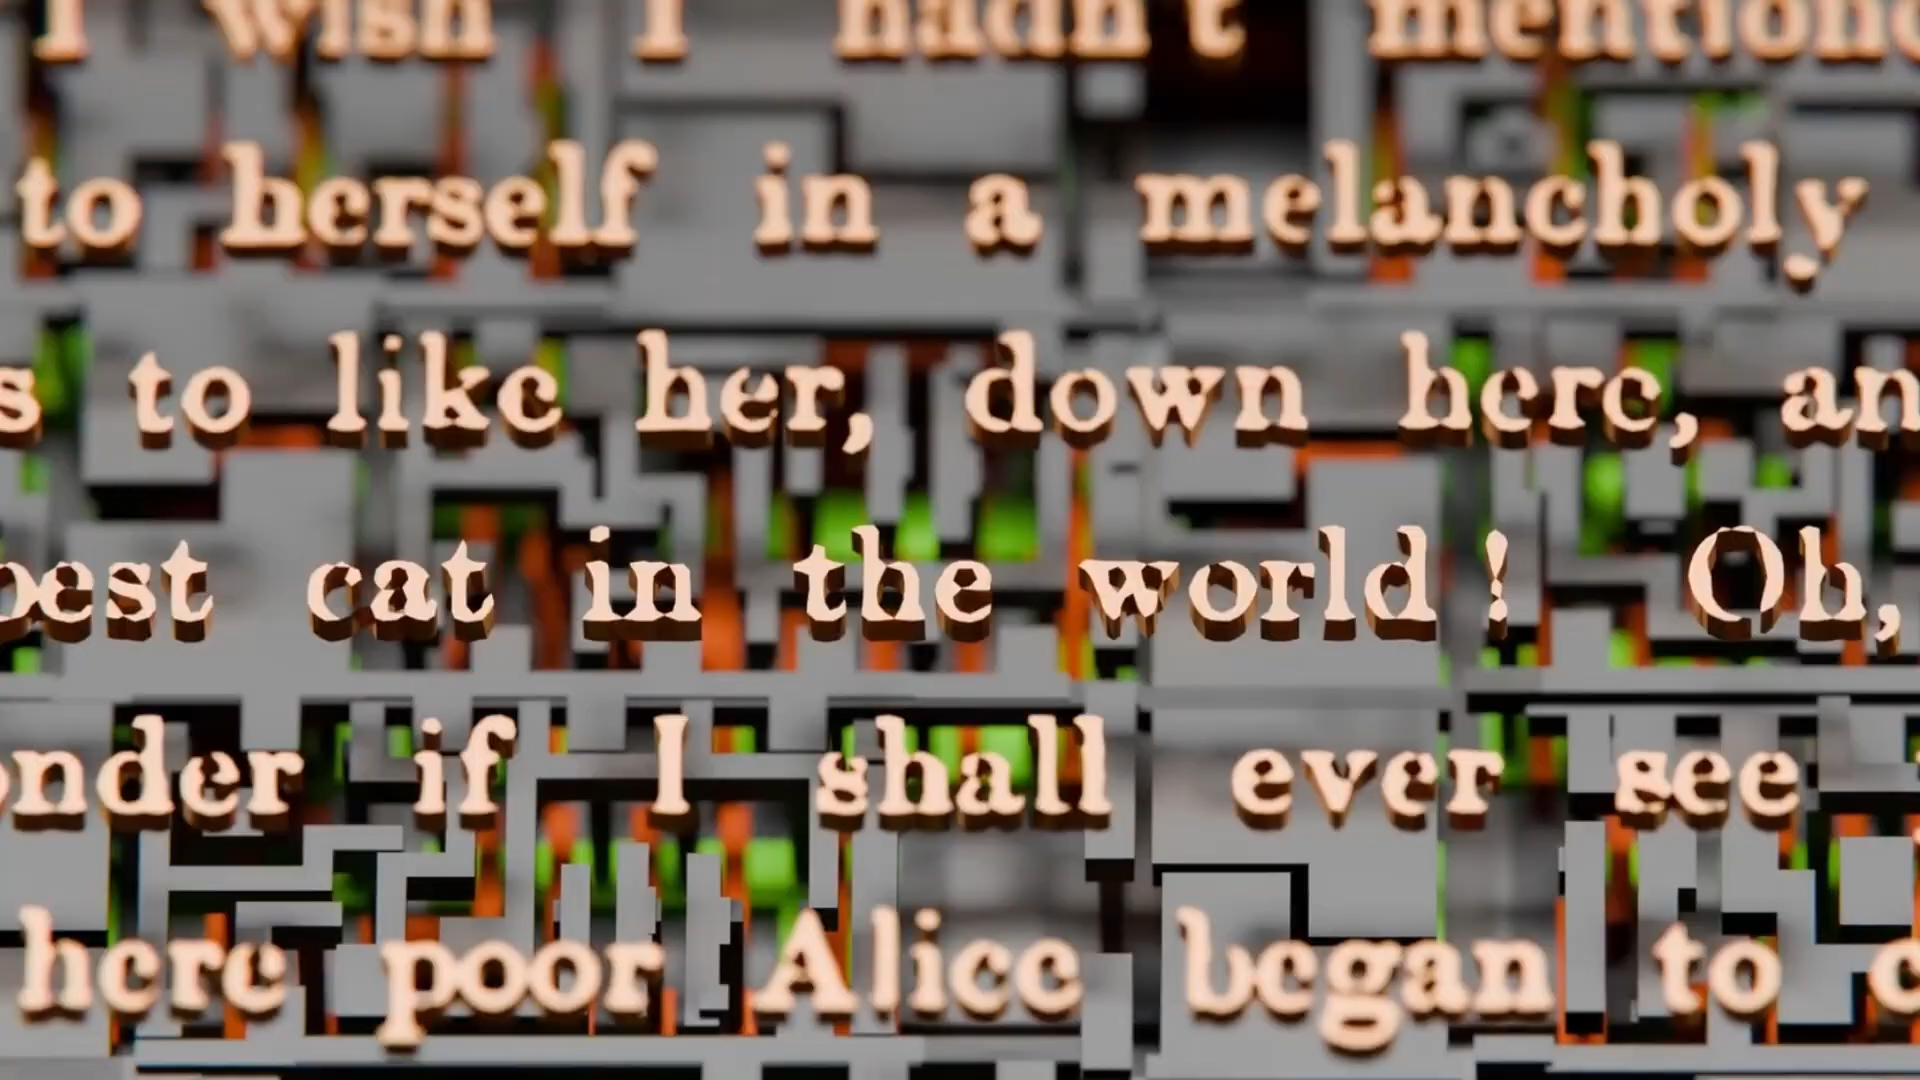 I wish I hadn't mentione
to herself in a melancholy
s to like her, down here, an
best cat in the world! Oh,
onder if I shall ever see
here poor Alice began to c